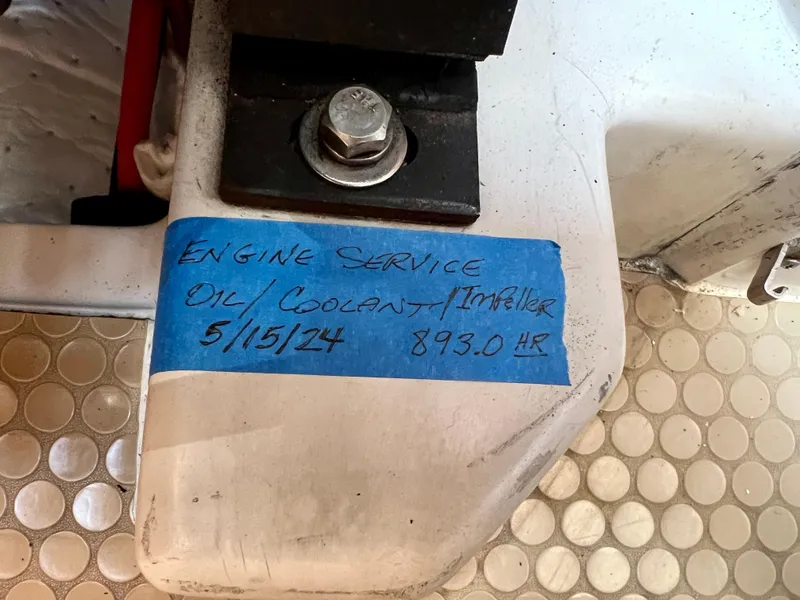 ENGINE SERVICE
OIL/COOLANT/IMPELLER
5/15/24 893.0 HR